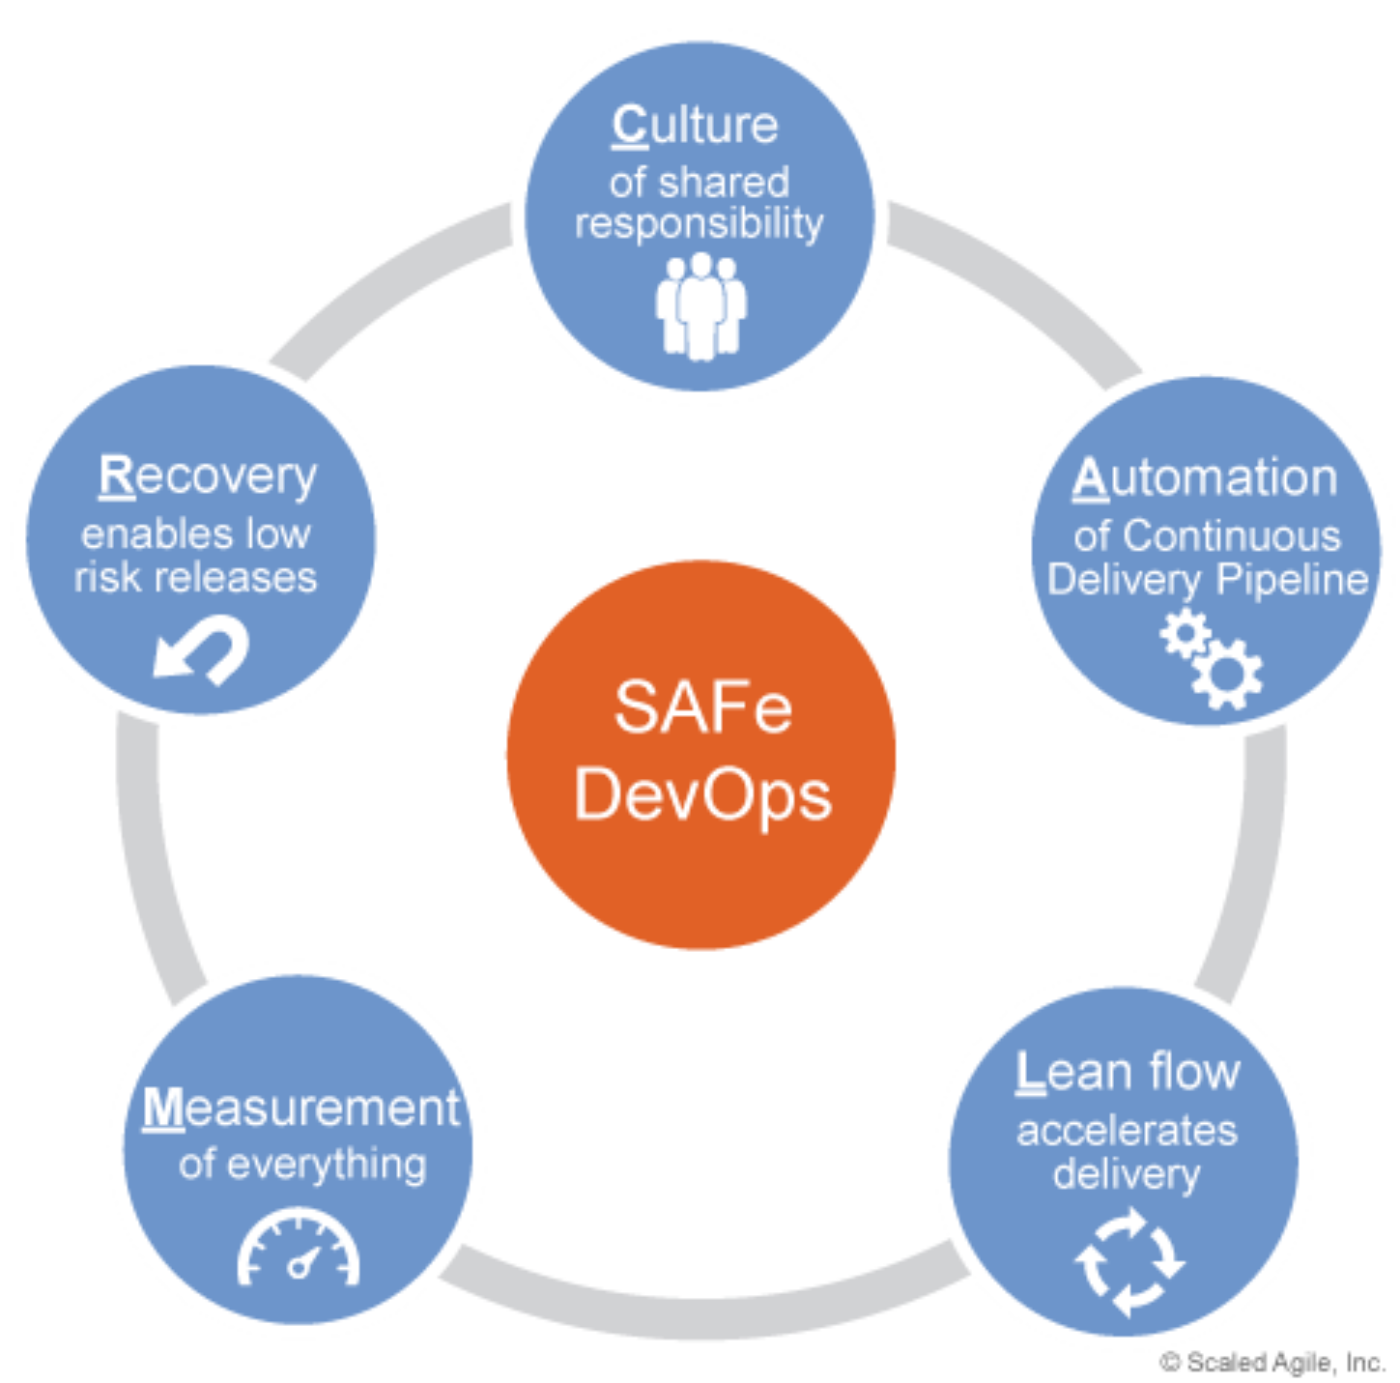 Culture
of shared
responsibility
Automation
of Continuous
Delivery Pipeline
Lean flow
accelerates
delivery
Measurement
of everything
Recovery
enables low
risk releases
SAFe
DevOps
© Scaled Agile, Inc.